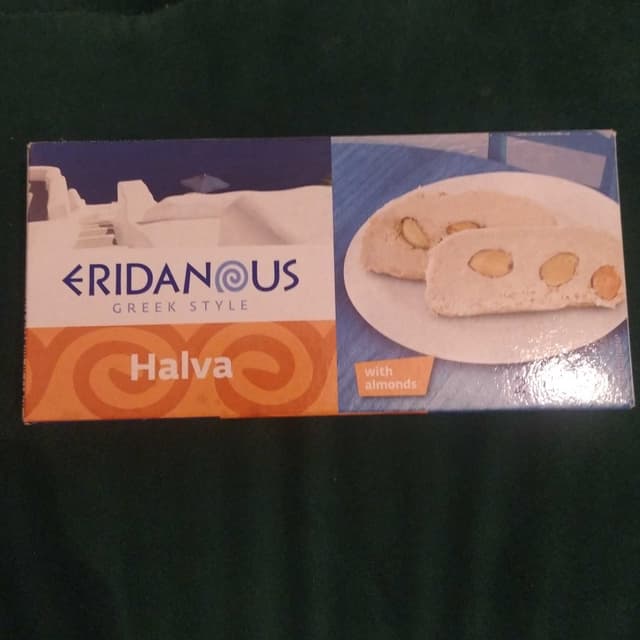 ERIDANOUS
GREEK STYLE
Halva
with
almonds